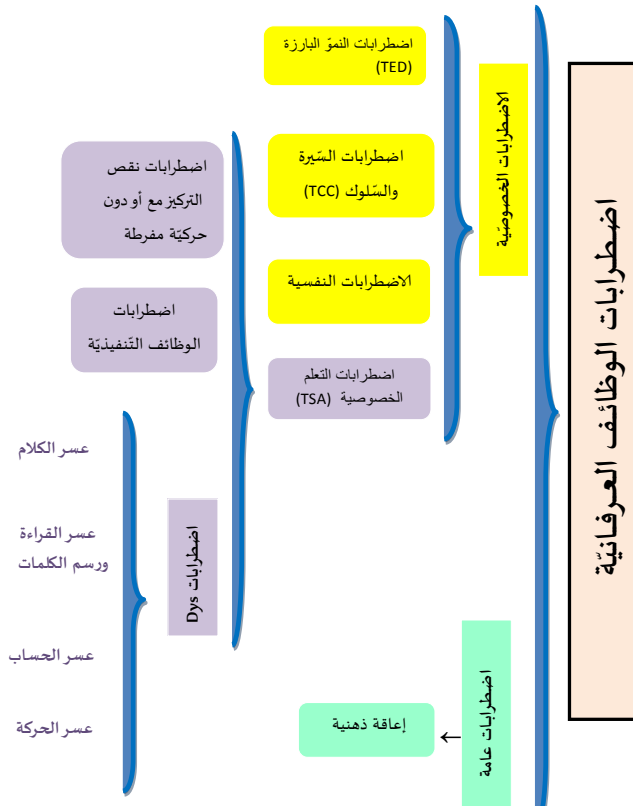 اضطرابات الوظائف العرفانيّة
الاضطرابات الخصوصيّة
اضطرابات النموّ البارزة
(TED)
اضطرابات السّيرة
والسّلوك (TCC)
الاضطرابات النفسية
اضطرابات التعلم
الخصوصية (TSA)
اضطرابات نقص
التركيز مع أو دون
حركيّة مفرطة
اضطرابات
الوظائف التّنفيذيّة
اضطرابات Dys
عسر الكلام
عسر القراءة
ورسم الكلمات
عسر الحساب
عسر الحركة
اضطرابات عامة
إعاقة ذهنية